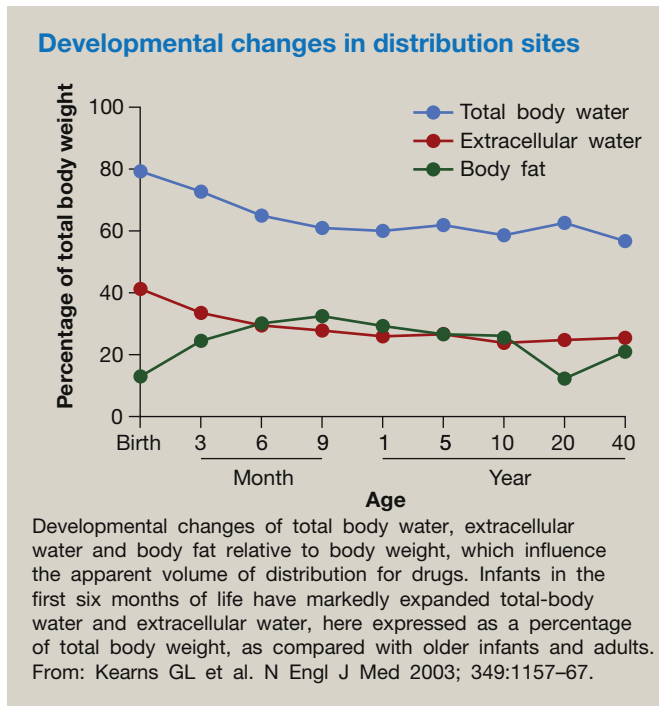 Developmental changes in distribution sites
Percentage of total body weight
100
80
60
40
20
0
Total body water
Extracellular water
Body fat
Birth 3 6 9 1 5 10 20 40
Month Year
Age
Developmental changes of total body water, extracellular
water and body fat relative to body weight, which influence
the apparent volume of distribution for drugs. Infants in the
first six months of life have markedly expanded total-body
water and extracellular water, here expressed as a percentage
of total body weight, as compared with older infants and adults.
From: Kearns GL et al. N Engl J Med 2003; 349:1157–67.